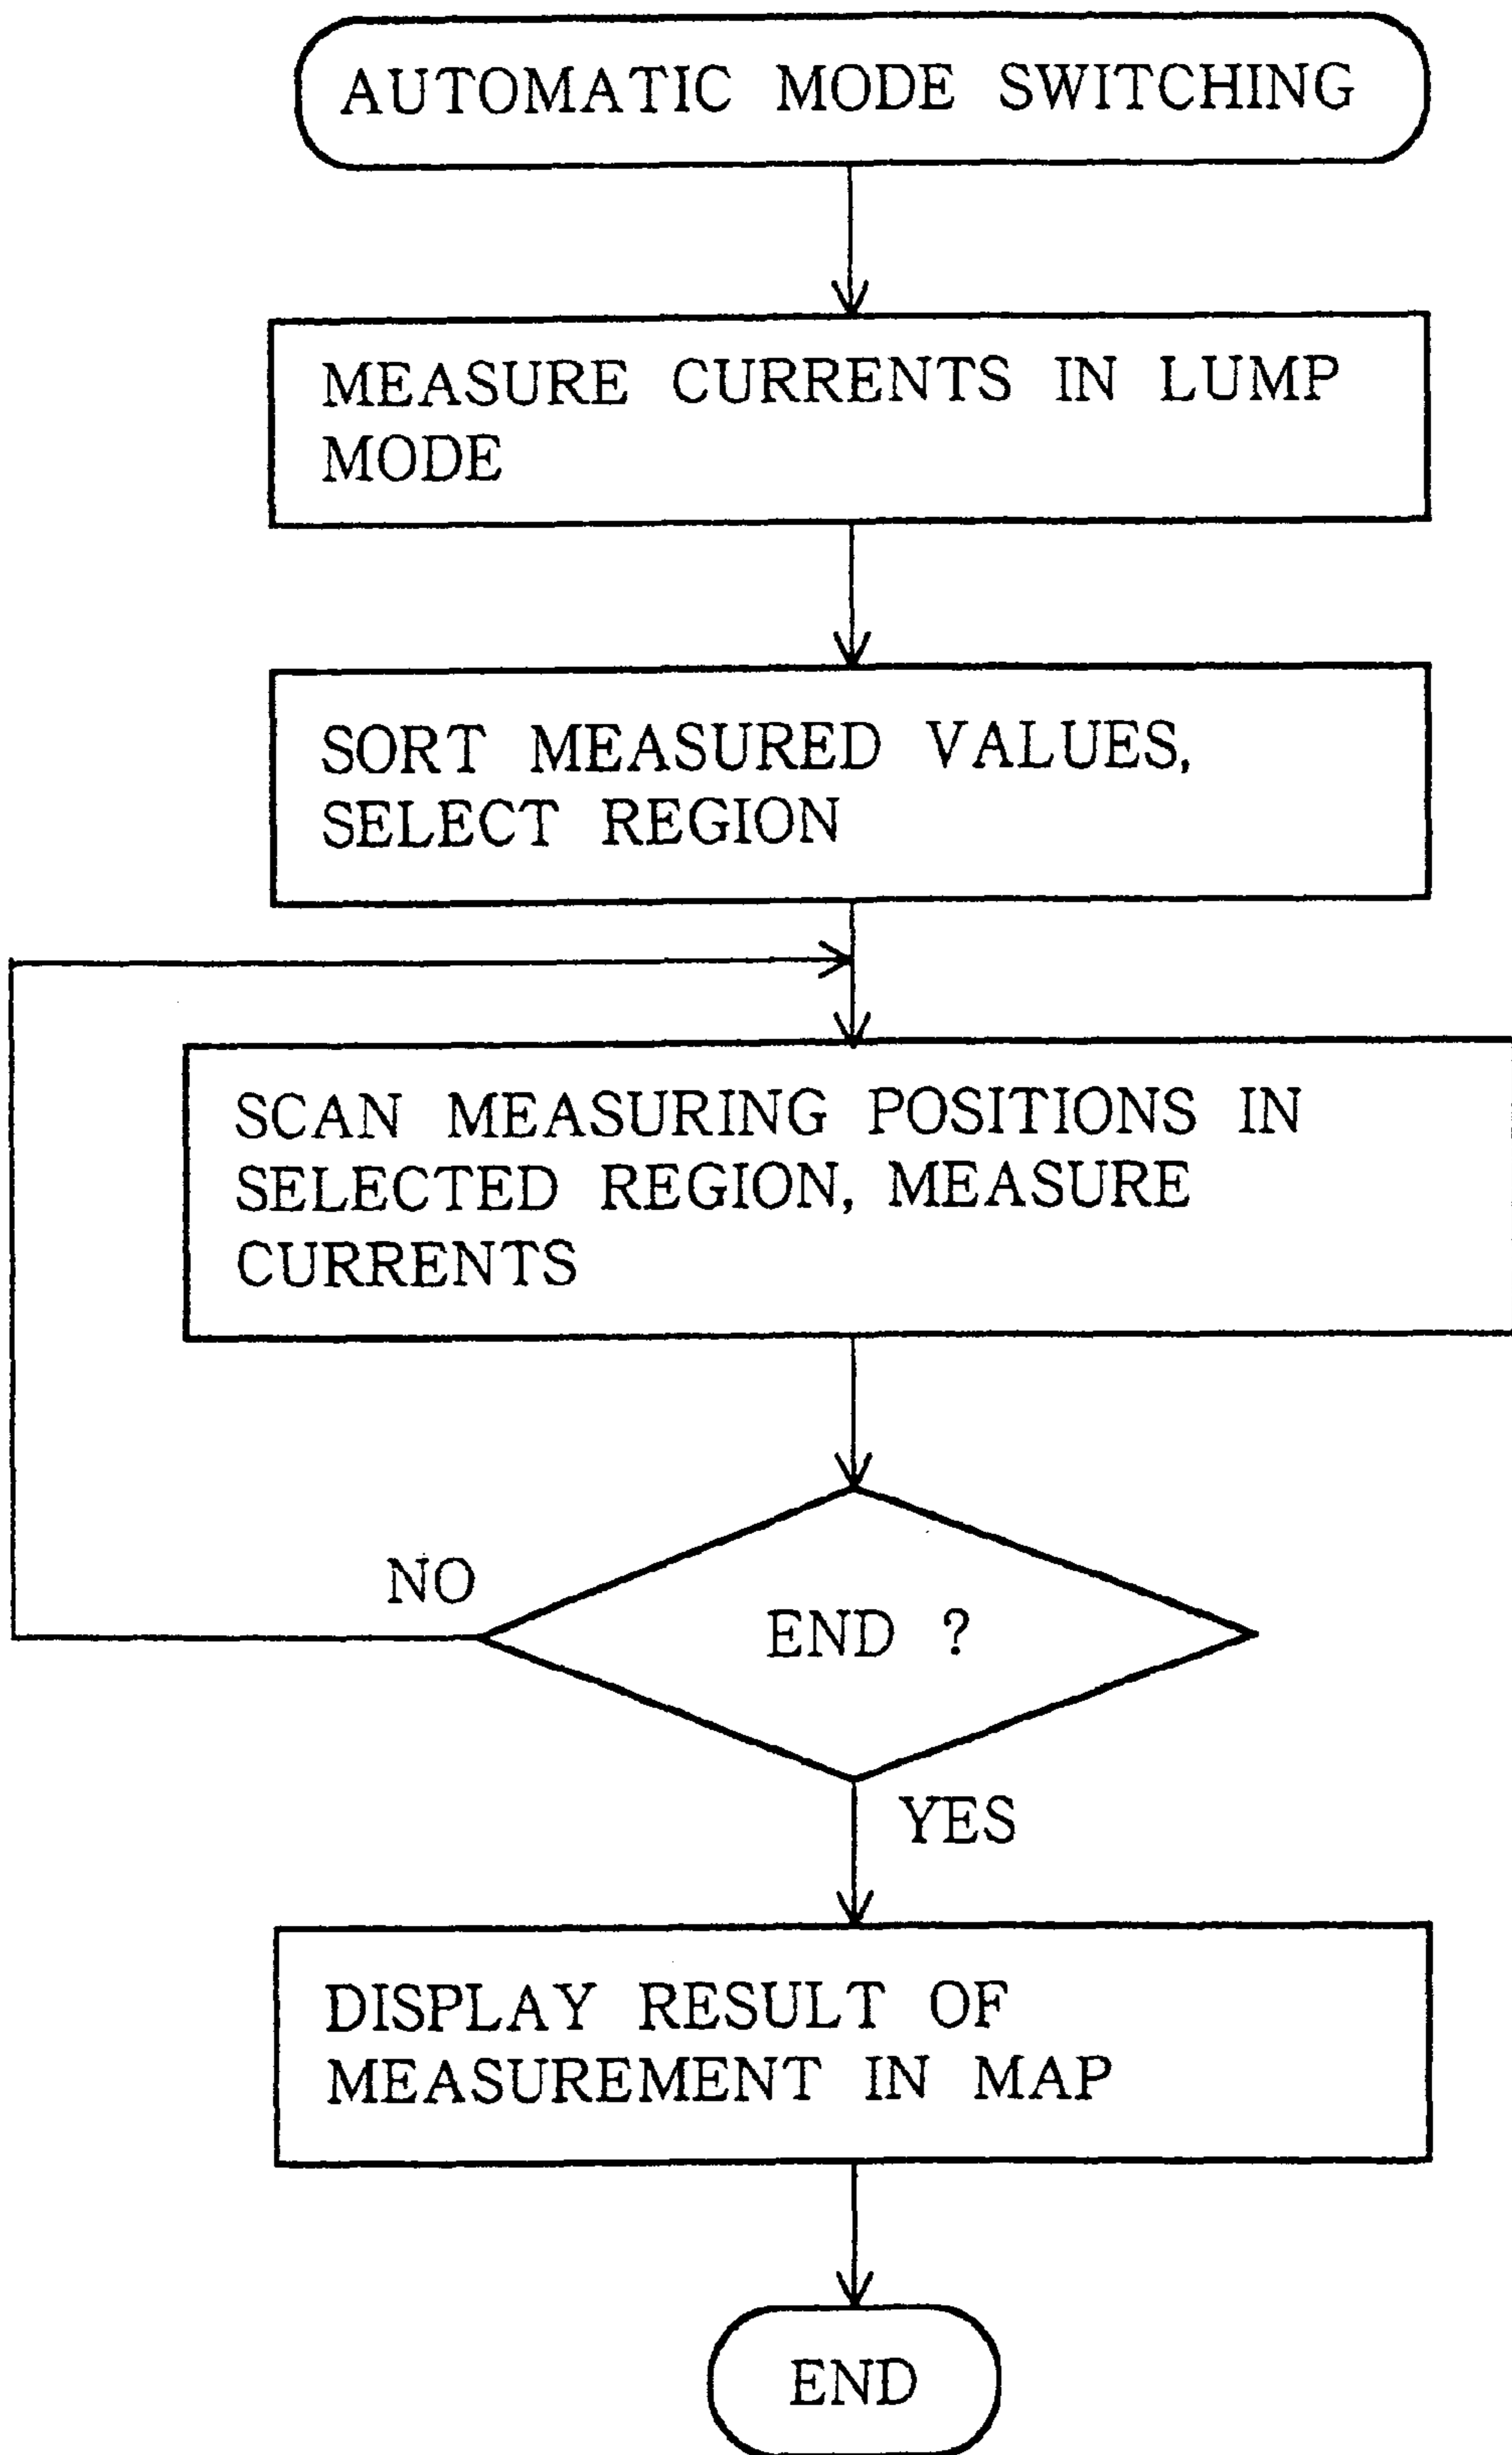 AUTOMATIC MODE SWITCHING
MEASURE CURRENTS IN LUMP
MODE
SORT MEASURED VALUES,
SELECT REGION
SCAN MEASURING POSITIONS IN
SELECTED REGION, MEASURE
CURRENTS
NO
END ?
YES
DISPLAY RESULT OF
MEASUREMENT IN MAP
END